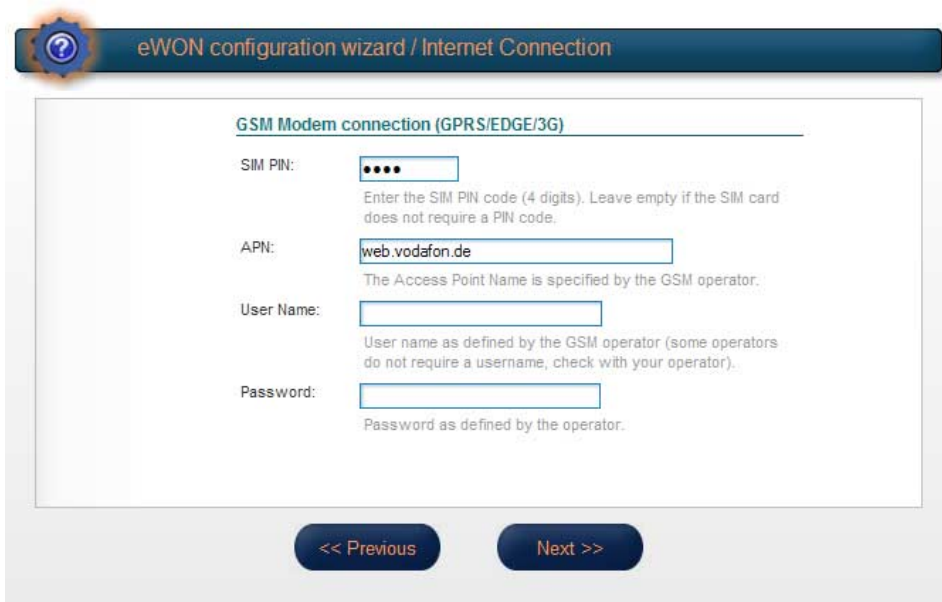 eWON configuration wizard / Internet Connection
GSM Modem connection (GPRS/EDGE/3G)
SIM PIN:
••••
Enter the SIM PIN code (4 digits). Leave empty if the SIM card
does not require a PIN code.
APN:
web.vodafon.de
The Access Point Name is specified by the GSM operator.
User Name:
User name as defined by the GSM operator (some operators
do not require a username, check with your operator).
Password:
Password as defined by the operator.
<< Previous
Next >>